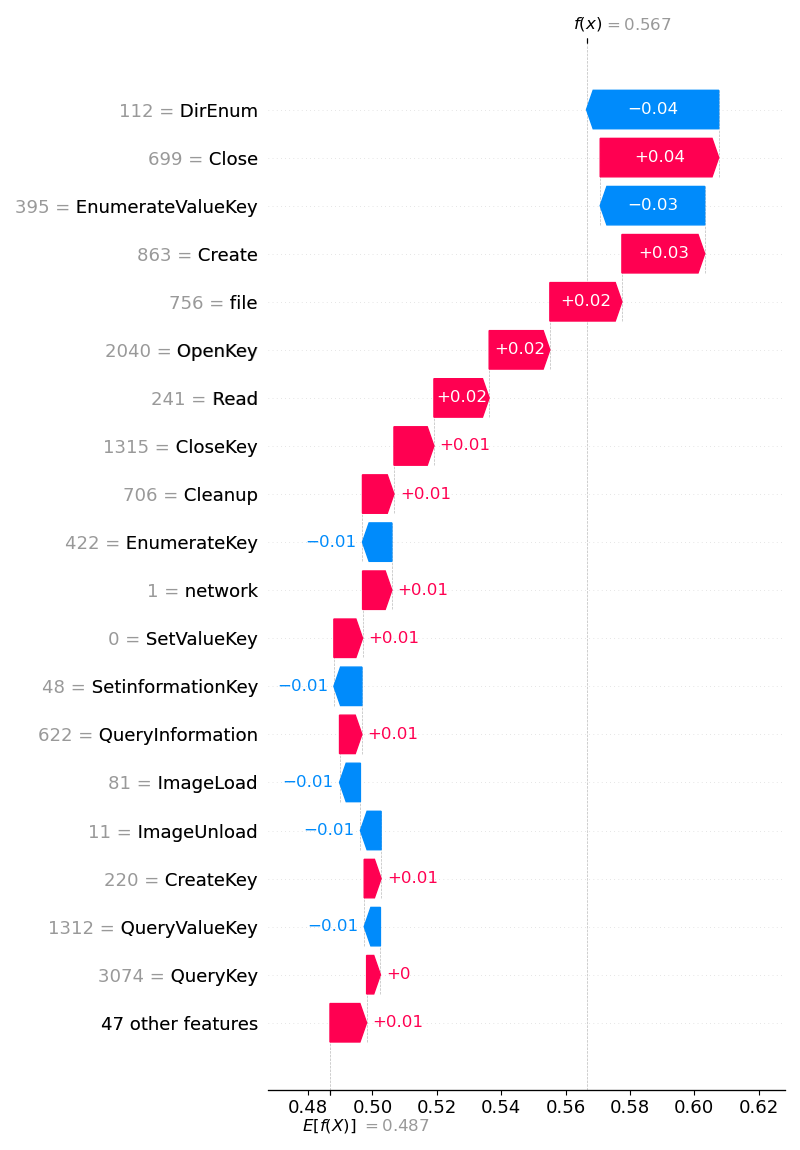 f(x) = 0.567
112 = DirEnum −0.04
699 = Close +0.04
395 = EnumerateValueKey −0.03
863 = Create +0.03
756 = file +0.02
2040 = OpenKey +0.02
241 = Read +0.02
1315 = CloseKey +0.01
706 = Cleanup +0.01
422 = EnumerateKey −0.01
1 = network +0.01
0 = SetValueKey +0.01
48 = SetinformationKey −0.01
622 = QueryInformation +0.01
81 = ImageLoad −0.01
11 = ImageUnload −0.01
220 = CreateKey +0.01
1312 = QueryValueKey −0.01
3074 = QueryKey +0
47 other features +0.01
0.48 0.50 0.52 0.54 0.56 0.58 0.60 0.62
E[f(X)] = 0.487